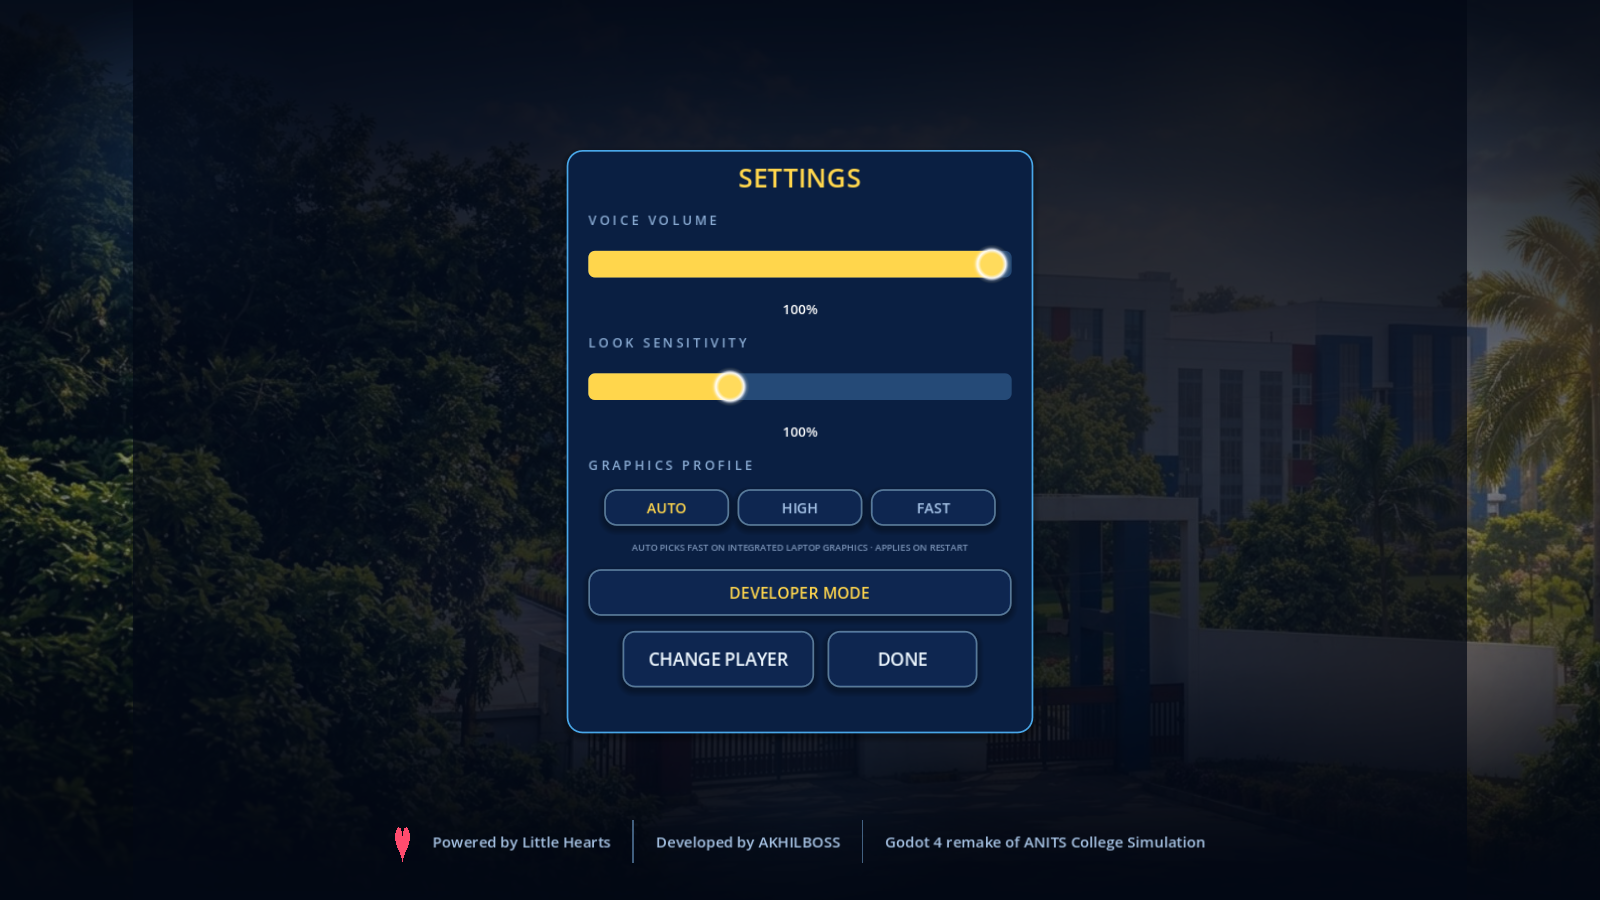 SETTINGS
VOICE VOLUME
100%
LOOK SENSITIVITY
100%
GRAPHICS PROFILE
AUTO HIGH FAST
AUTO PICKS FAST ON INTEGRATED LAPTOP GRAPHICS · APPLIES ON RESTART
DEVELOPER MODE
CHANGE PLAYER DONE
Powered by Little Hearts Developed by AKHILBOSS Godot 4 remake of ANITS College Simulation